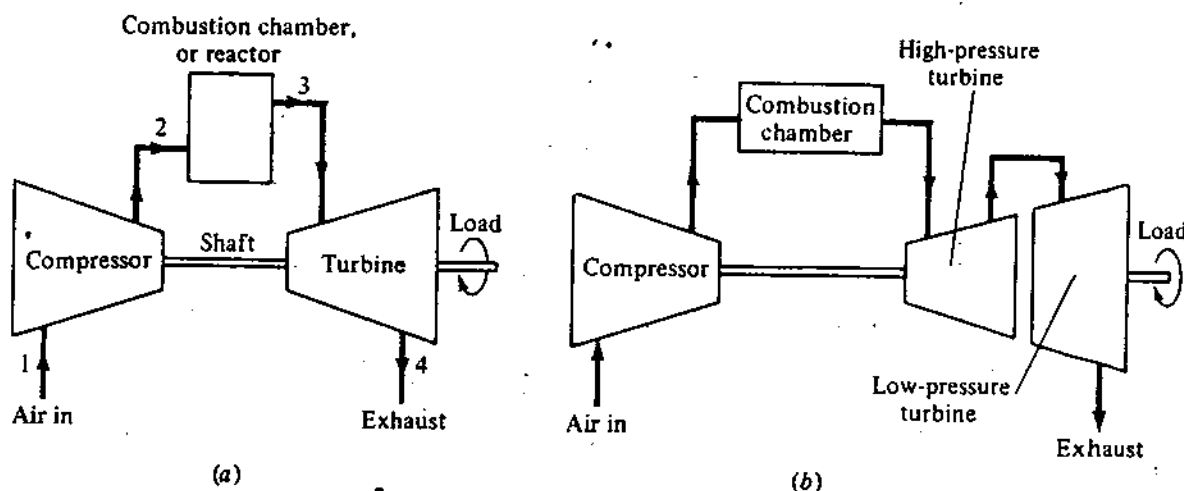 Combustion chamber,
or reactor
3
2
Compressor
Shaft
Turbine
Load
1
4
Air in
Exhaust
(a)
High-pressure
turbine
Combustion
chamber
Compressor
Load
Low-pressure
turbine
Air in
Exhaust
(b)